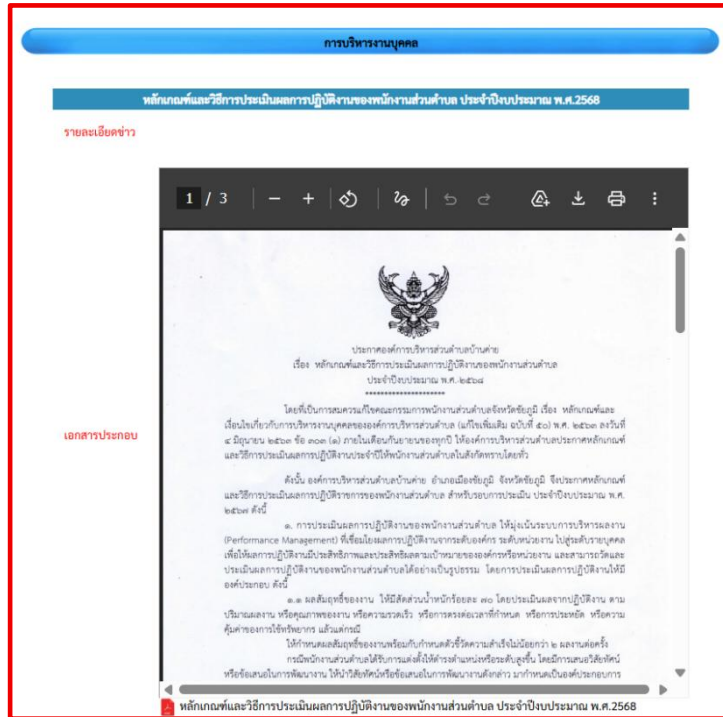 การบริหารงานบุคคล
หลักเกณฑ์และวิธีการประเมินผลการปฏิบัติงานของพนักงานส่วนตำบล ประจำปีงบประมาณ พ.ศ.2568
รายละเอียดข่าว
1 / 3
ประกาศองค์การบริหารส่วนตำบลบ้านค่าย
เรื่อง หลักเกณฑ์และวิธีการประเมินผลการปฏิบัติงานของพนักงานส่วนตำบล
ประจำปีงบประมาณ พ.ศ.๒๕๖๘
*********************
โดยที่เป็นการสมควรแก้ไขคณะกรรมการพนักงานส่วนตำบลจังหวัดชัยภูมิ เรื่อง หลักเกณฑ์และ
เงื่อนไขเกี่ยวกับการบริหารงานบุคคลขององค์การบริหารส่วนตำบล (แก้ไขเพิ่มเติม ฉบับที่ ๕๐) พ.ศ. ๒๕๖๓ ลงวันที่
๔ มิถุนายน ๒๕๖๓ ข้อ ๓๐๓ (๑) ภายในเดือนกันยายนของทุกปี ให้องค์การบริหารส่วนตำบลประกาศหลักเกณฑ์
และวิธีการประเมินผลการปฏิบัติงานประจำปีให้พนักงานส่วนตำบลในสังกัดทราบโดยทั่ว
เอกสารประกอบ
ดังนั้น องค์การบริหารส่วนตำบลบ้านค่าย อำเภอเมืองชัยภูมิ จังหวัดชัยภูมิ จึงประกาศหลักเกณฑ์
และวิธีการประเมินผลการปฏิบัติราชการของพนักงานส่วนตำบล สำหรับรอบการประเมิน ประจำปีงบประมาณ พ.ศ.
๒๕๖๗ ดังนี้
๑. การประเมินผลการปฏิบัติงานของพนักงานส่วนตำบล ให้มุ่งเน้นระบบการบริหารผลงาน
(Performance Management) ที่เชื่อมโยงผลการปฏิบัติงานจากระดับองค์กร ระดับหน่วยงาน ไปสู่ระดับรายบุคคล
เพื่อให้ผลการปฏิบัติงานมีประสิทธิภาพและประสิทธิผลตามเป้าหมายขององค์กรหรือหน่วยงาน และสามารถวัดและ
ประเมินผลการปฏิบัติงานของพนักงานส่วนตำบลได้อย่างเป็นรูปธรรม โดยการประเมินผลการปฏิบัติงานให้มี
องค์ประกอบ ดังนี้
๑.๑ ผลสัมฤทธิ์ของงาน ให้มีสัดส่วนน้ำหนักร้อยละ ๗๐ โดยประเมินผลจากปฏิบัติงาน ตาม
ปริมาณผลงาน หรือคุณภาพของงาน หรือความรวดเร็ว หรือการตรงต่อเวลาที่กำหนด หรือการประหยัด หรือความ
คุ้มค่าของการใช้ทรัพยากร แล้วแต่กรณี
ให้กำหนดผลสัมฤทธิ์ของงานพร้อมกับกำหนดตัวชี้วัดความสำเร็จไม่น้อยกว่า ๒ ผลงานต่อครั้ง
กรณีพนักงานส่วนตำบลได้รับการแต่งตั้งให้ดำรงตำแหน่งหรือระดับสูงขึ้น โดยมีการเสนอวิสัยทัศน์
หรือข้อเสนอในการพัฒนางาน ให้นำวิสัยทัศน์หรือข้อเสนอในการพัฒนางานดังกล่าว มากำหนดเป็นองค์ประกอบการ
หลักเกณฑ์และวิธีการประเมินผลการปฏิบัติงานของพนักงานส่วนตำบล ประจำปีงบประมาณ พ.ศ.2568